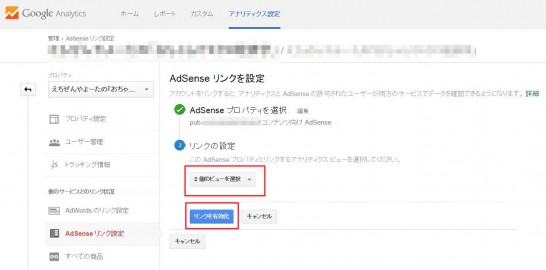 Google Analytics
ホーム レポート カスタム アナリティクス設定
管理 › AdSense リンク設定
プロパティ
えちぜんやよーたの「おちゃ...
プロパティ設定
ユーザー管理
トラッキング情報
他のサービスとのリンク状況
AdWords のリンク設定
AdSense リンク設定
すべての商品
AdSense リンクを設定
アカウントをリンクすると、アナリティクスと AdSense の許可されたユーザーが両方のサービスでデータを確認できるようになります。詳細
AdSense プロパティを選択 編集
pub- コンテンツ向け AdSense
2 リンクの設定
この AdSense プロパティとリンクするアナリティクス ビューを選択してください。
2 個のビューを選択
リンクを有効化 キャンセル
キャンセル